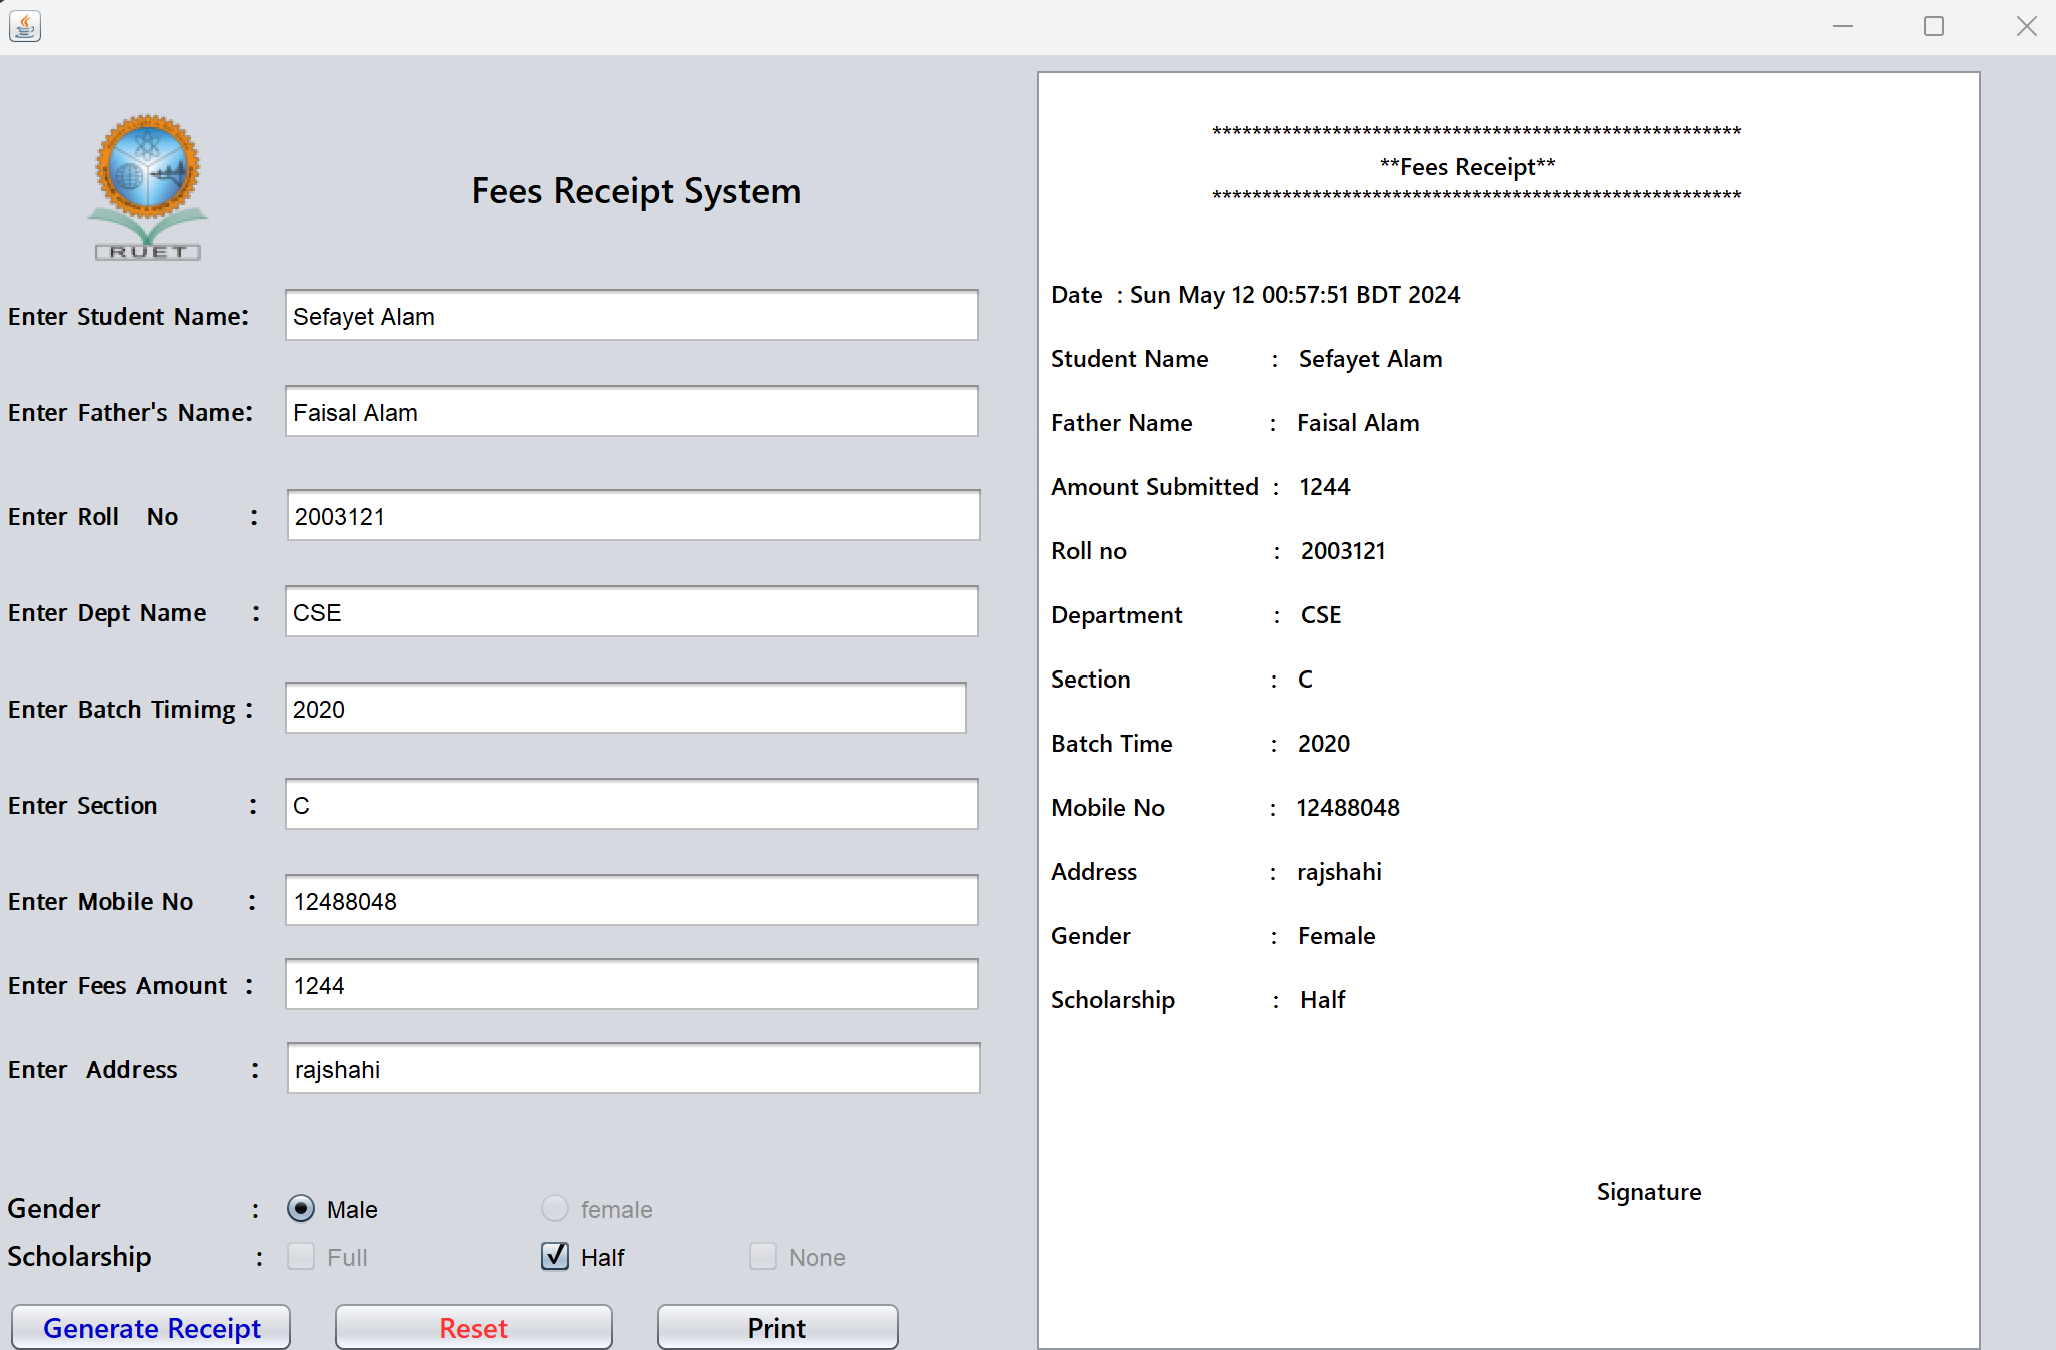 RUET
Fees Receipt System
Enter Student Name: Sefayet Alam
Enter Father's Name: Faisal Alam
Enter Roll No : 2003121
Enter Dept Name : CSE
Enter Batch Timimg : 2020
Enter Section : C
Enter Mobile No : 12488048
Enter Fees Amount : 1244
Enter Address : rajshahi
Gender : Male female
Scholarship : Full Half None
Generate Receipt Reset Print
*****************************************************
**Fees Receipt**
*****************************************************
Date : Sun May 12 00:57:51 BDT 2024
Student Name : Sefayet Alam
Father Name : Faisal Alam
Amount Submitted : 1244
Roll no : 2003121
Department : CSE
Section : C
Batch Time : 2020
Mobile No : 12488048
Address : rajshahi
Gender : Female
Scholarship : Half
Signature